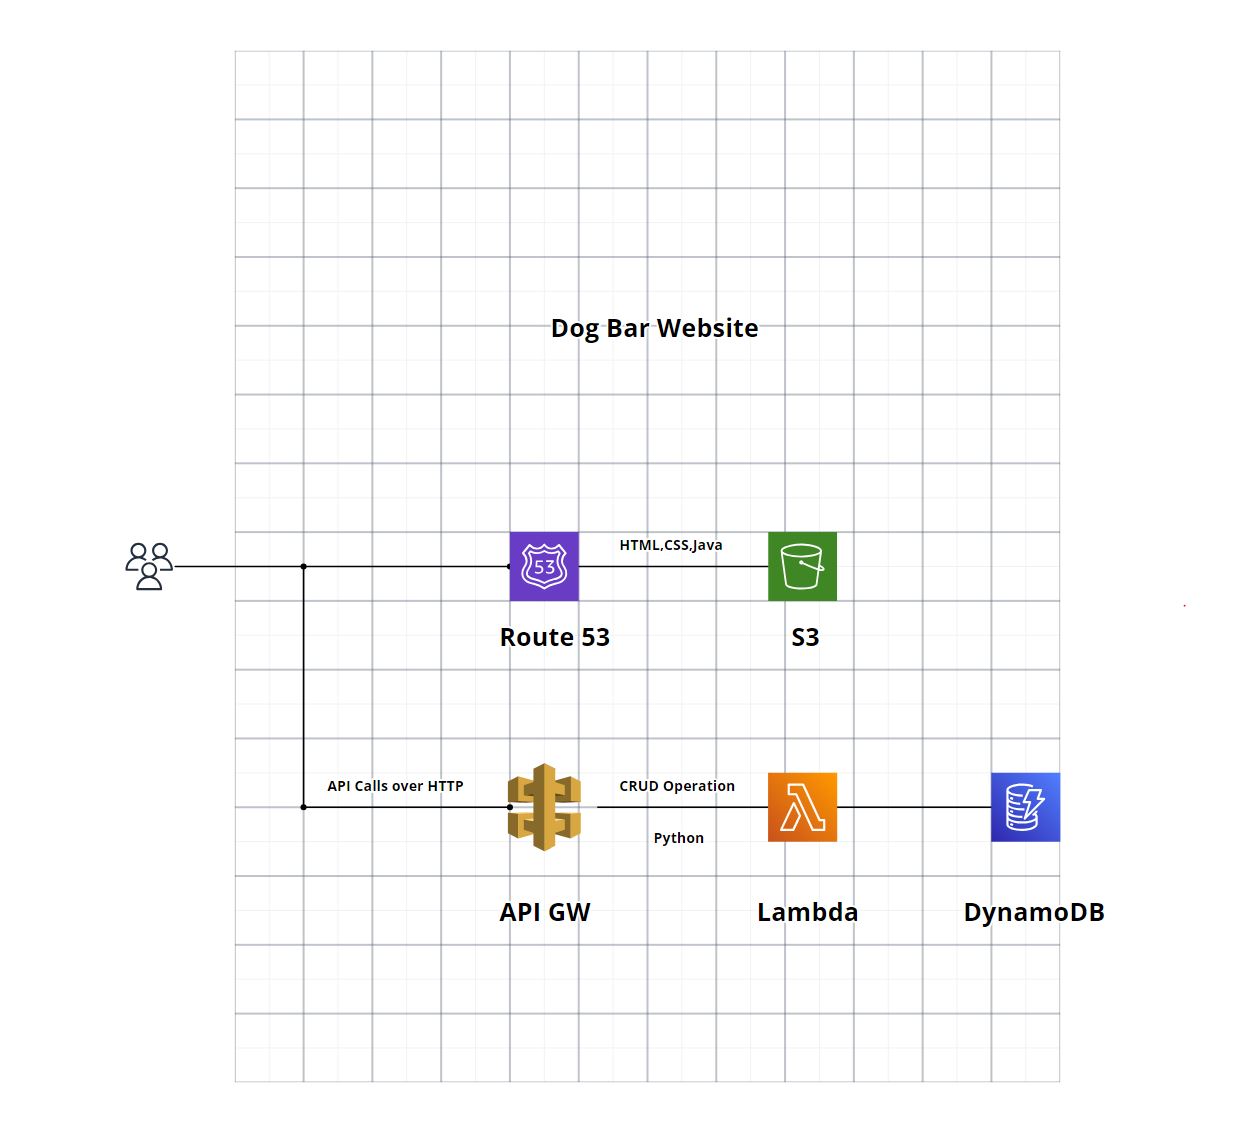 Dog Bar Website
HTML,CSS,Java
53
Route 53
S3
API Calls over HTTP
CRUD Operation
Python
API GW
Lambda
DynamoDB